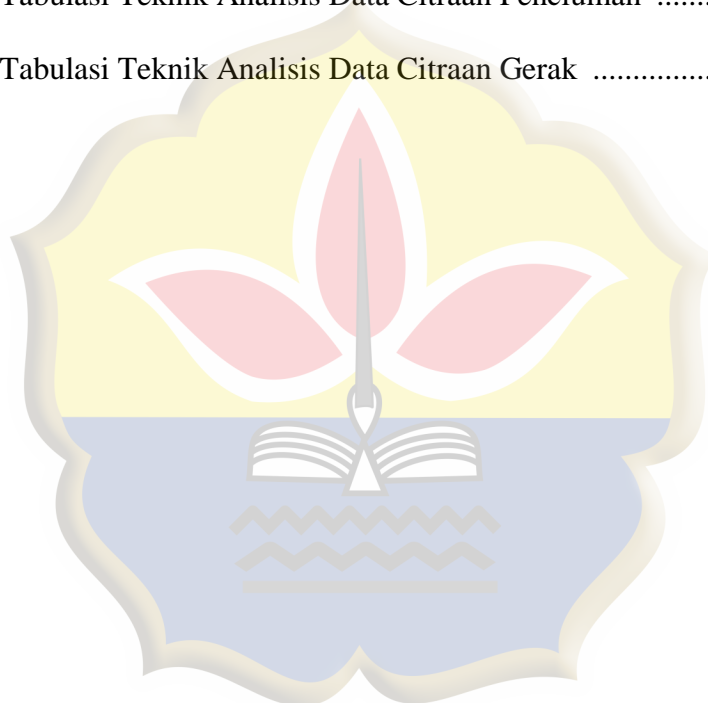 Tabulasi Teknik Analisis Data Citraan Penciuman .......
Tabulasi Teknik Analisis Data Citraan Gerak ...............